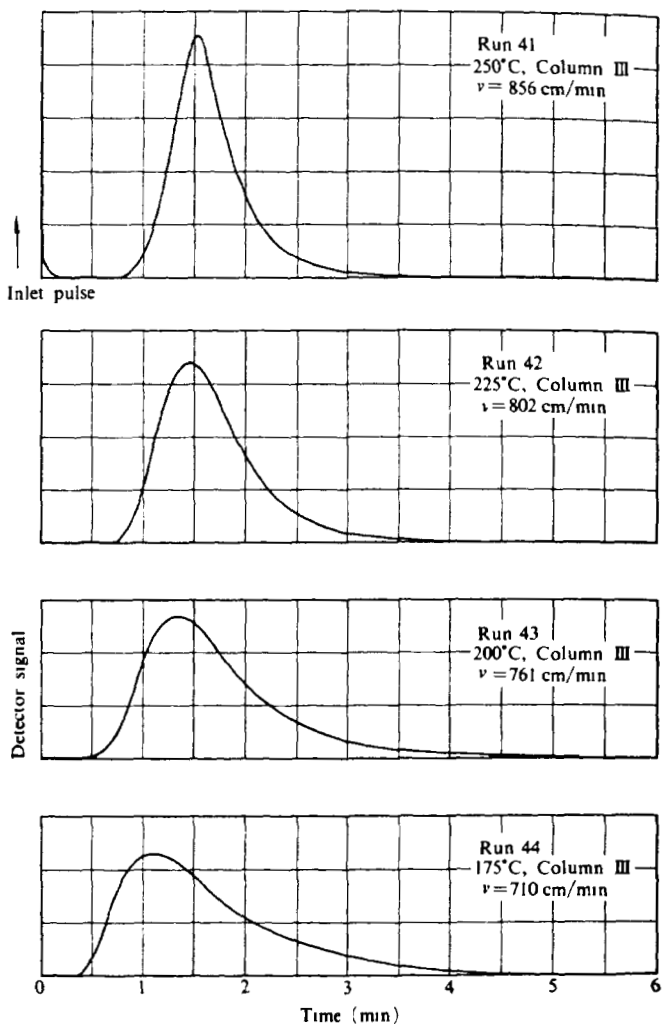 Run 41
250°C, Column III
v = 856 cm/min
Inlet pulse
Run 42
225°C, Column III
v = 802 cm/min
Detector signal
Run 43
200°C, Column III
v = 761 cm/min
Run 44
175°C, Column III
v = 710 cm/min
0 1 2 3 4 5 6
Time (min)